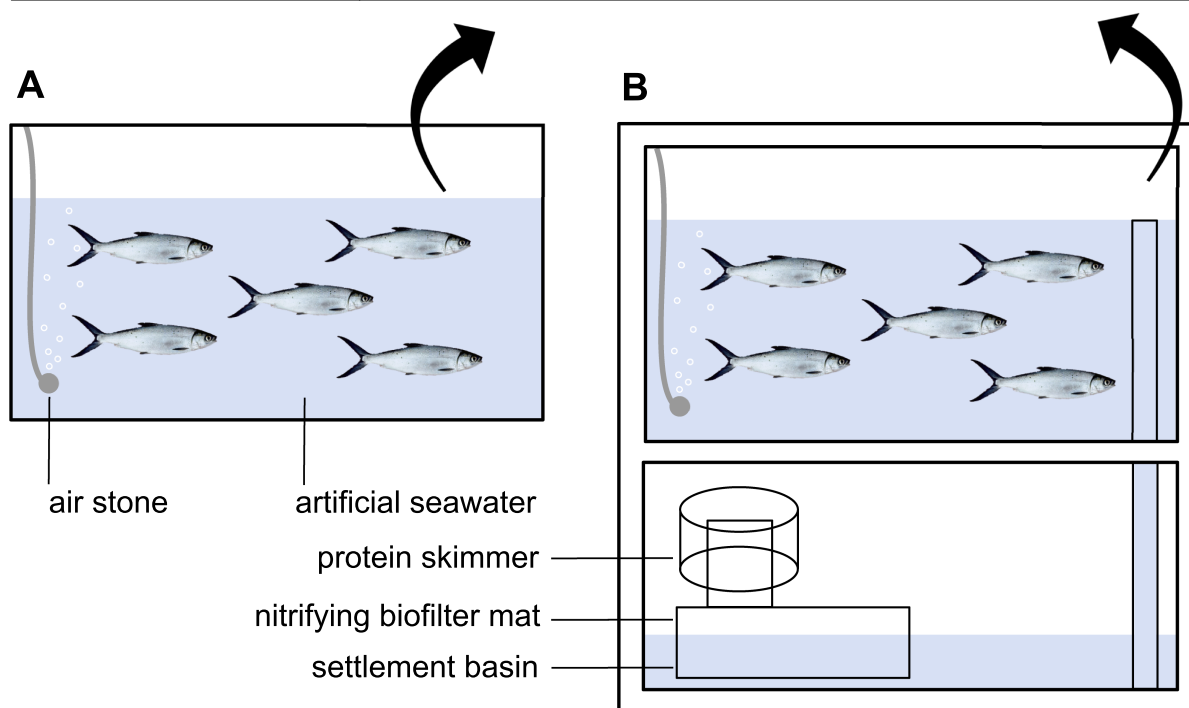 A
B
air stone
artificial seawater
protein skimmer
nitrifying biofilter mat
settlement basin